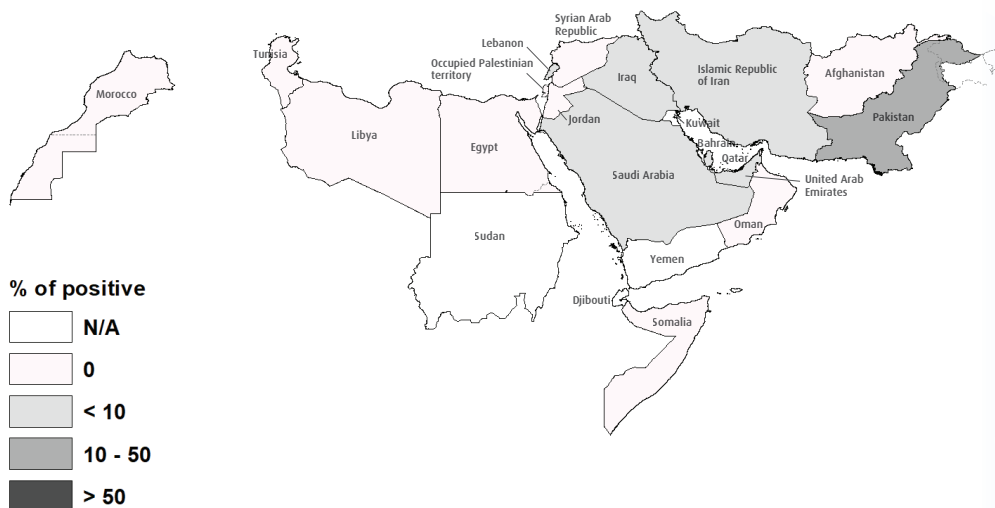 Syrian Arab
Republic
Tunisia
Lebanon
Occupied Palestinian
territory
Iraq
Islamic Republic
of Iran
Afghanistan
Morocco
Libya
Egypt
Jordan
Kuwait
Pakistan
Bahrain
Qatar
Saudi Arabia
United Arab
Emirates
Oman
Sudan
Yemen
Djibouti
Somalia
% of positive
N/A
0
< 10
10 - 50
> 50